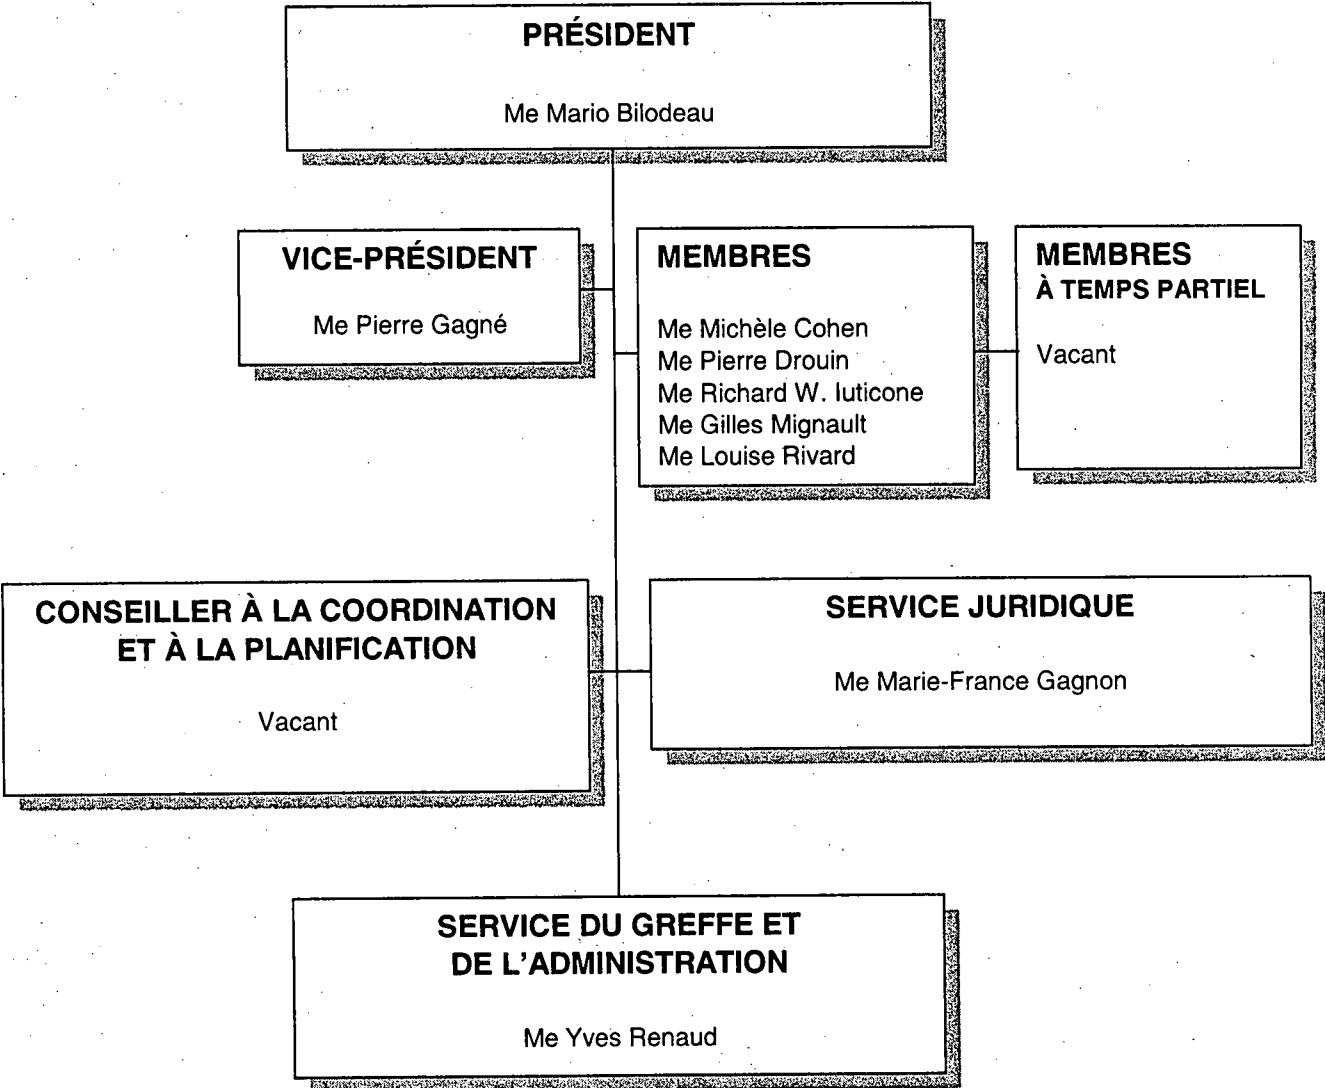 PRÉSIDENT
Me Mario Bilodeau
VICE-PRÉSIDENT
Me Pierre Gagné
MEMBRES
Me Michèle Cohen
Me Pierre Drouin
Me Richard W. Iuticone
Me Gilles Mignault
Me Louise Rivard
MEMBRES
À TEMPS PARTIEL
Vacant
CONSEILLER À LA COORDINATION
ET À LA PLANIFICATION
Vacant
SERVICE JURIDIQUE
Me Marie-France Gagnon
SERVICE DU GREFFE ET
DE L'ADMINISTRATION
Me Yves Renaud